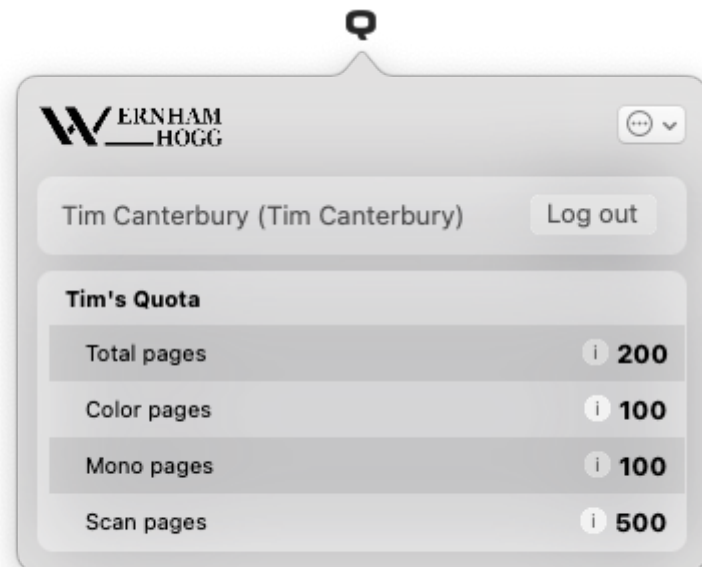 Q
WERNHAM
HOGG
Tim Canterbury (Tim Canterbury) Log out
Tim's Quota
Total pages i 200
Color pages i 100
Mono pages i 100
Scan pages i 500